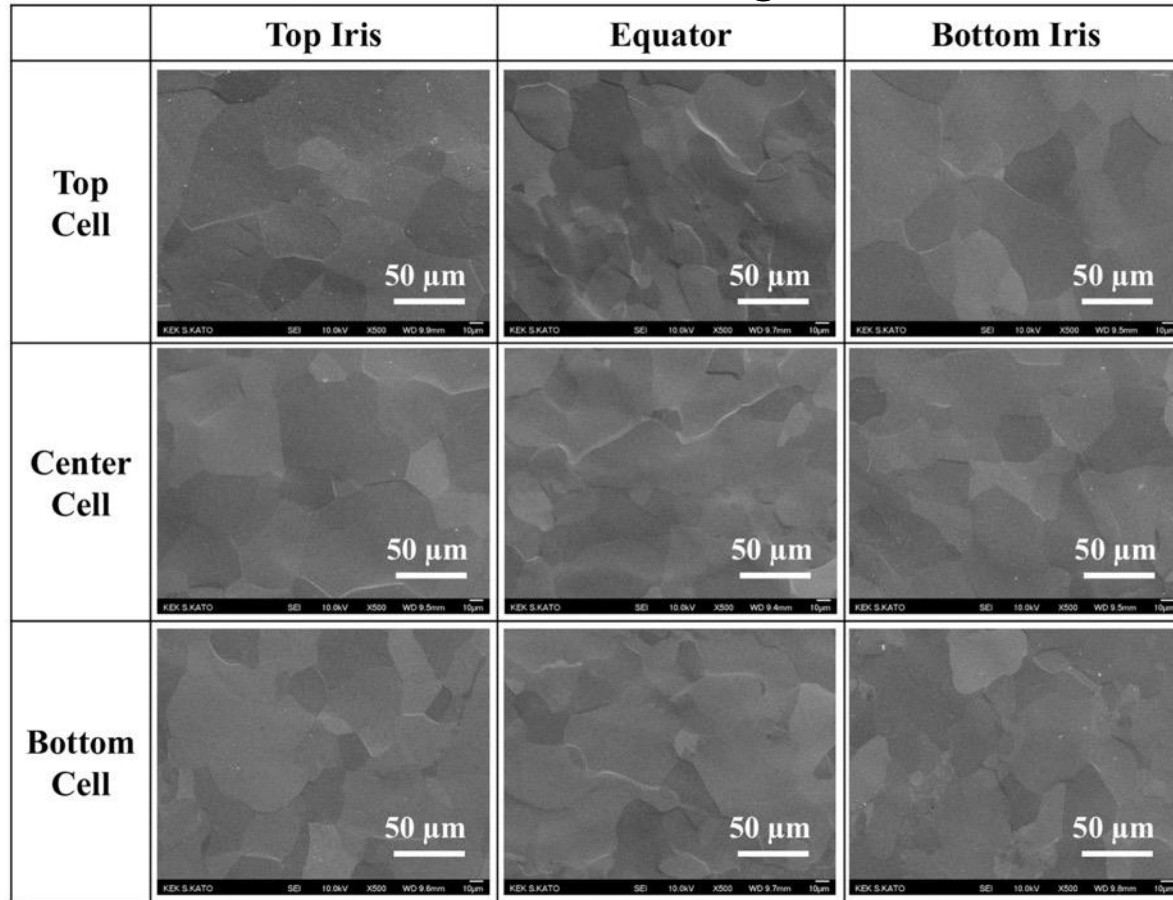 Top Iris Equator Bottom Iris
Top
Cell
50 µm 50 µm 50 µm
KEK S.KATO SEI 10.0kV X500 WD 9.9mm 10µm KEK S.KATO SEI 10.0kV X500 WD 9.7mm 10µm KEK S.KATO SEI 10.0kV X500 WD 9.5mm 10µm
Center
Cell
50 µm 50 µm 50 µm
KEK S.KATO SEI 10.0kV X500 WD 9.5mm 10µm KEK S.KATO SEI 10.0kV X500 WD 9.4mm 10µm KEK S.KATO SEI 10.0kV X500 WD 9.5mm 10µm
Bottom
Cell
50 µm 50 µm 50 µm
KEK S.KATO SEI 10.0kV X500 WD 9.6mm 10µm KEK S.KATO SEI 10.0kV X500 WD 9.7mm 10µm KEK S.KATO SEI 10.0kV X500 WD 9.8mm 10µm